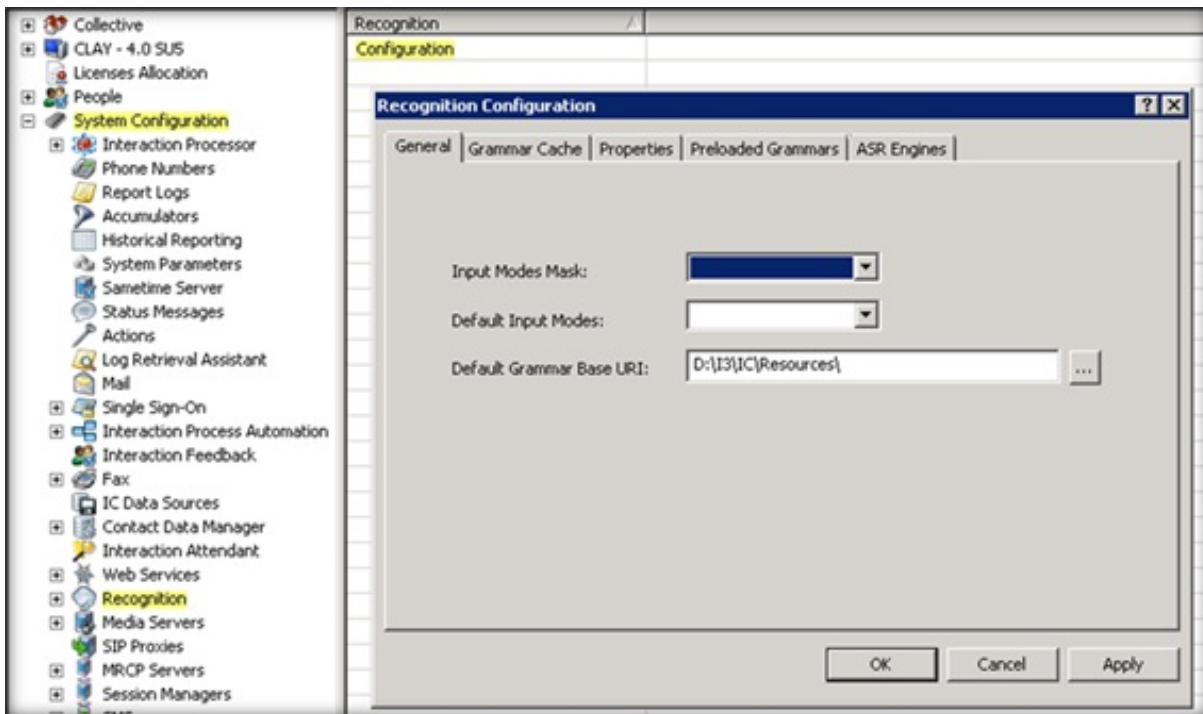 Collective
CLAY - 4.0 SU5
Licenses Allocation
People
System Configuration
Interaction Processor
Phone Numbers
Report Logs
Accumulators
Historical Reporting
System Parameters
Sametime Server
Status Messages
Actions
Log Retrieval Assistant
Mail
Single Sign-On
Interaction Process Automation
Interaction Feedback
Fax
IC Data Sources
Contact Data Manager
Interaction Attendant
Web Services
Recognition
Media Servers
SIP Proxies
MRCP Servers
Session Managers
Recognition
Configuration
Recognition Configuration
General Grammar Cache Properties Preloaded Grammars ASR Engines
Input Modes Mask:
Default Input Modes:
Default Grammar Base URI: D:\I3\IC\Resources\ ...
OK Cancel Apply